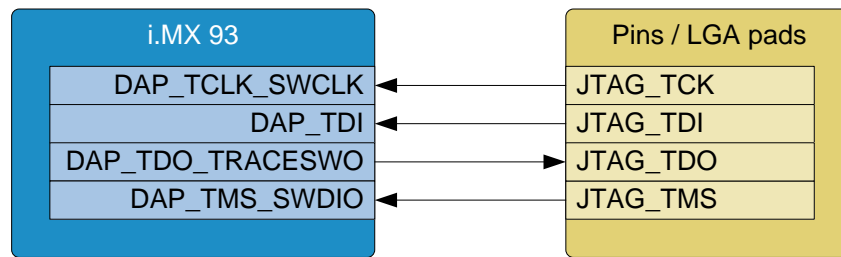 i.MX 93
Pins / LGA pads
DAP_TCLK_SWCLK
JTAG_TCK
DAP_TDI
JTAG_TDI
DAP_TDO_TRACESWO
JTAG_TDO
DAP_TMS_SWDIO
JTAG_TMS